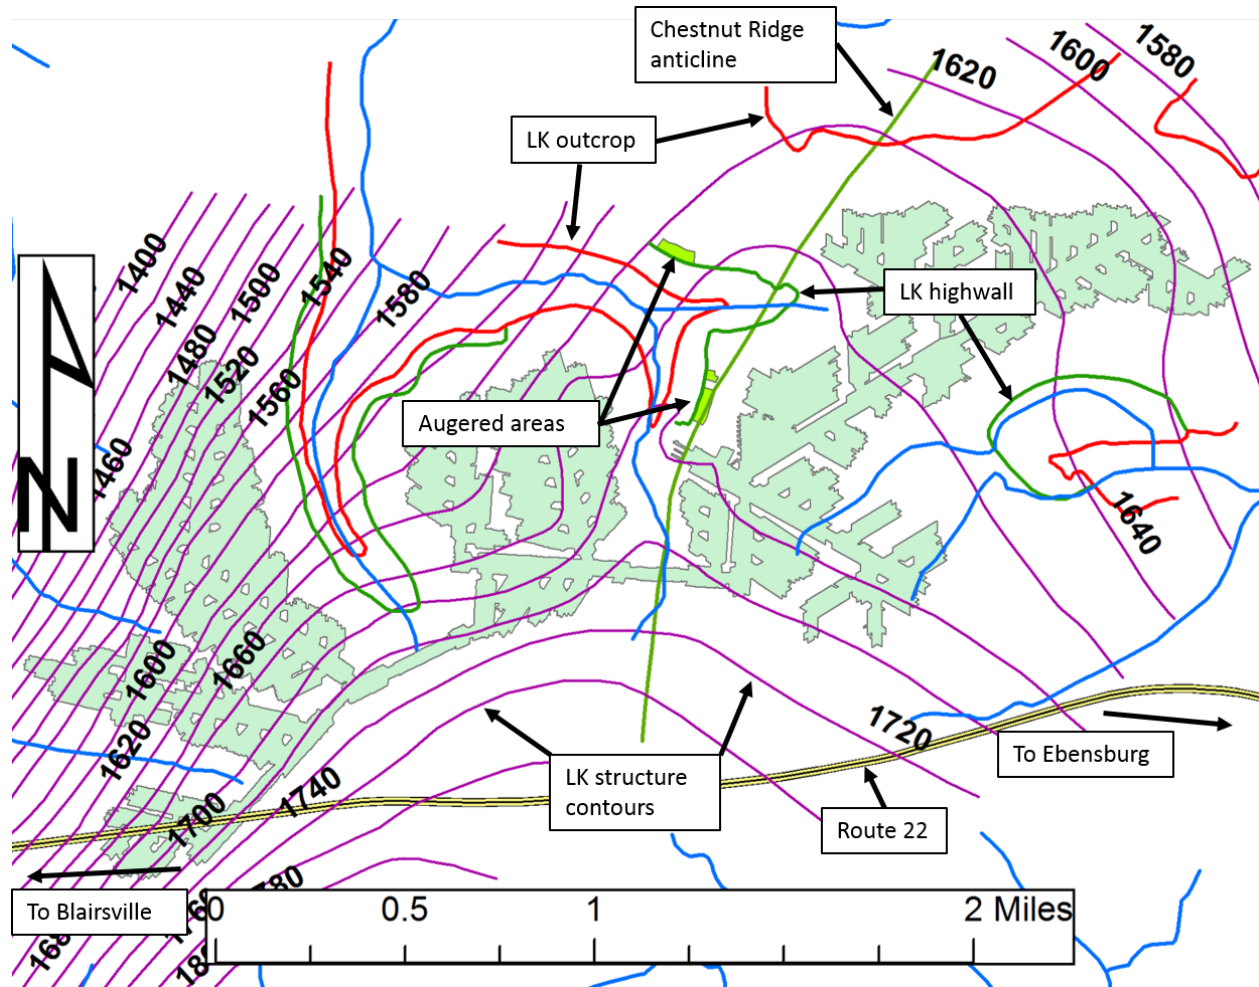 Chestnut Ridge
anticline
1620
1600
1580
LK outcrop
1400
1440
1500
1540
1580
1480
1520
1560
LK highwall
Augered areas
1460
N
1640
1600
1660
1620
1720
To Ebensburg
LK structure
contours
1740
1700
Route 22
To Blairsville
0
0.5
1
2 Miles